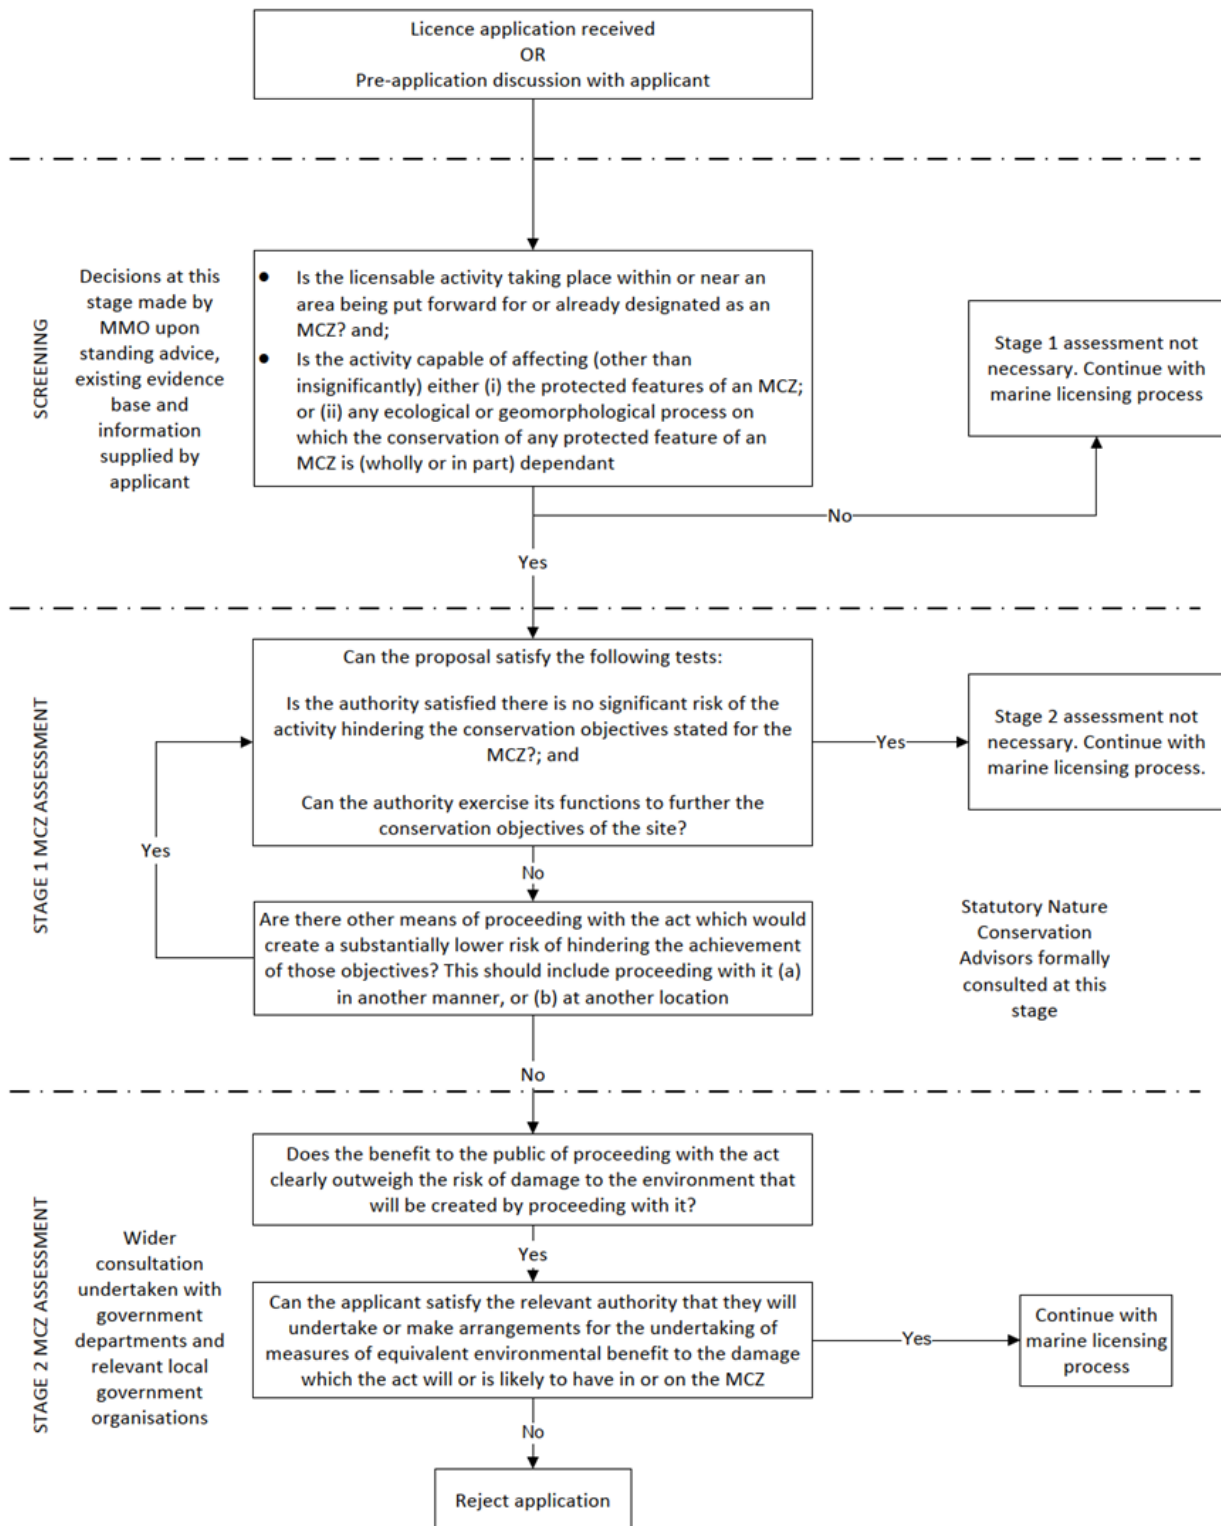 Licence application received
OR
Pre-application discussion with applicant
SCREENING
Decisions at this
stage made by
MMO upon
standing advice,
existing evidence
base and
information
supplied by
applicant
● Is the licensable activity taking place within or near an
area being put forward for or already designated as an
MCZ? and;
● Is the activity capable of affecting (other than
insignificantly) either (i) the protected features of an MCZ;
or (ii) any ecological or geomorphological process on
which the conservation of any protected feature of an
MCZ is (wholly or in part) dependant
Stage 1 assessment not
necessary. Continue with
marine licensing process
No
Yes
STAGE 1 MCZ ASSESSMENT
Can the proposal satisfy the following tests:
Is the authority satisfied there is no significant risk of the
activity hindering the conservation objectives stated for the
MCZ?; and
Can the authority exercise its functions to further the
conservation objectives of the site?
Yes
Stage 2 assessment not
necessary. Continue with
marine licensing process.
Yes
No
Are there other means of proceeding with the act which would
create a substantially lower risk of hindering the achievement
of those objectives? This should include proceeding with it (a)
in another manner, or (b) at another location
Statutory Nature
Conservation
Advisors formally
consulted at this
stage
No
STAGE 2 MCZ ASSESSMENT
Wider
consultation
undertaken with
government
departments and
relevant local
government
organisations
Does the benefit to the public of proceeding with the act
clearly outweigh the risk of damage to the environment that
will be created by proceeding with it?
Yes
Can the applicant satisfy the relevant authority that they will
undertake or make arrangements for the undertaking of
measures of equivalent environmental benefit to the damage
which the act will or is likely to have in or on the MCZ
Yes
Continue with
marine licensing
process
No
Reject application